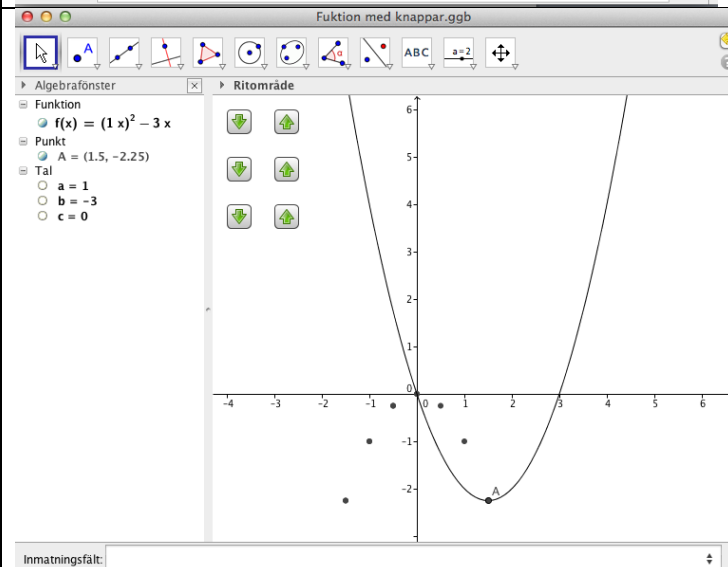 Fuktion med knappar.ggb
A
α
ABC
a=2
Algebrafönster
Ritområde
Funktion
f(x) = (1 x)² − 3 x
Punkt
A = (1.5, −2.25)
Tal
a = 1
b = −3
c = 0
6
5
4
3
2
1
0
-4 -3 -2 -1 0 1 2 3 4 5 6
-1
-2
A
Inmatningsfält: